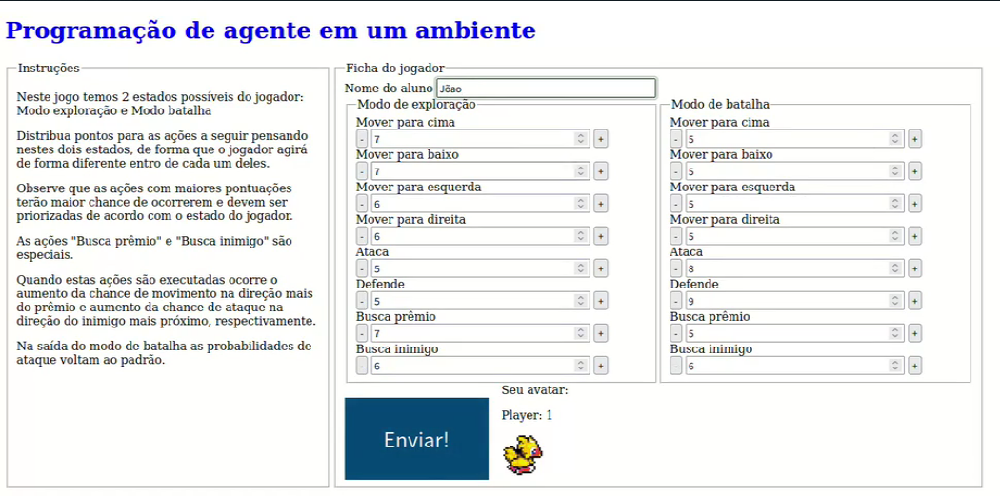 Programação de agente em um ambiente
Instruções
Neste jogo temos 2 estados possíveis do jogador:
Modo exploração e Modo batalha
Distribua pontos para as ações a seguir pensando
nestes dois estados, de forma que o jogador agirá
de forma diferente entro de cada um deles.
Observe que as ações com maiores pontuações
terão maior chance de ocorrerem e devem ser
priorizadas de acordo com o estado do jogador.
As ações "Busca prêmio" e "Busca inimigo" são
especiais.
Quando estas ações são executadas ocorre o
aumento da chance de movimento na direção mais
do prêmio e aumento da chance de ataque na
direção do inimigo mais próximo, respectivamente.
Na saída do modo de batalha as probabilidades de
ataque voltam ao padrão.
Ficha do jogador
Nome do aluno Jõao
Modo de exploração
Mover para cima
- 7 +
Mover para baixo
- 7 +
Mover para esquerda
- 6 +
Mover para direita
- 6 +
Ataca
- 5 +
Defende
- 5 +
Busca prêmio
- 7 +
Busca inimigo
- 6 +
Modo de batalha
Mover para cima
- 5 +
Mover para baixo
- 5 +
Mover para esquerda
- 5 +
Mover para direita
- 5 +
Ataca
- 8 +
Defende
- 9 +
Busca prêmio
- 5 +
Busca inimigo
- 6 +
Enviar!
Seu avatar:
Player: 1